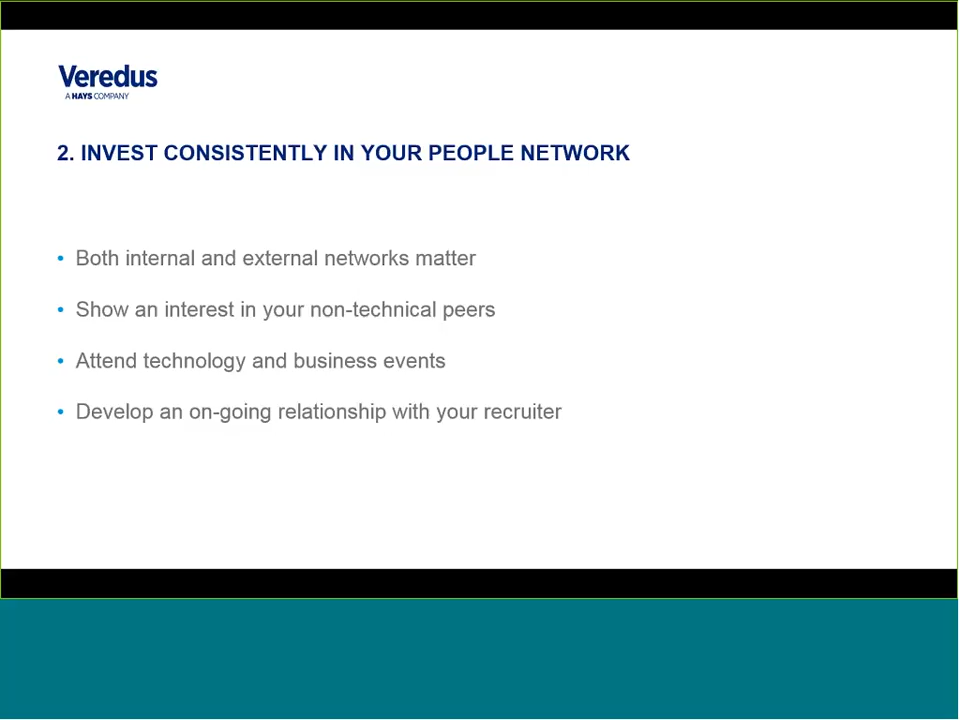 Veredus
A HAYS COMPANY
2. INVEST CONSISTENTLY IN YOUR PEOPLE NETWORK
• Both internal and external networks matter
• Show an interest in your non-technical peers
• Attend technology and business events
• Develop an on-going relationship with your recruiter